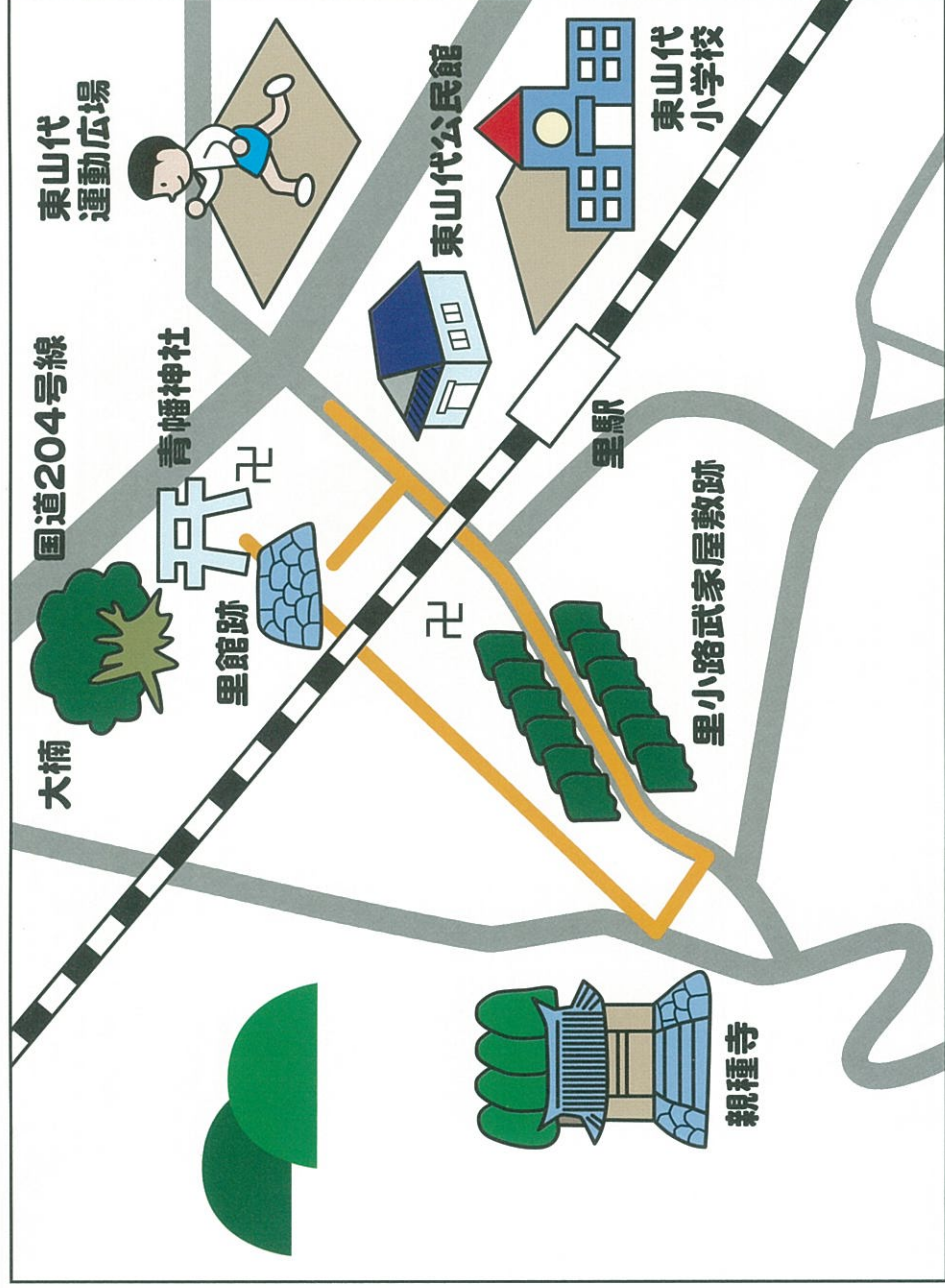 大楠
国道204号線
東山代
運動広場
青幡神社
里館跡
東山代公民館
東山代
小学校
里駅
里小路武家屋敷跡
親種寺